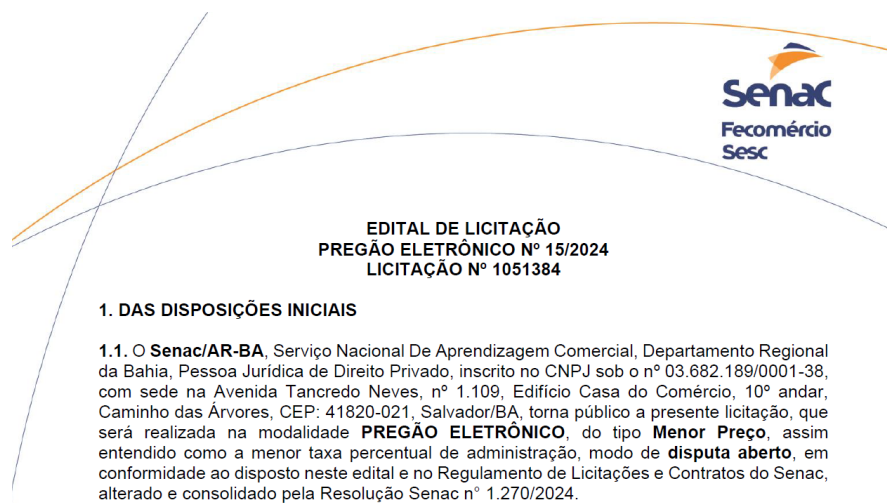 Senac
Fecomércio
Sesc
EDITAL DE LICITAÇÃO
PREGÃO ELETRÔNICO Nº 15/2024
LICITAÇÃO Nº 1051384
1. DAS DISPOSIÇÕES INICIAIS
1.1. O Senac/AR-BA, Serviço Nacional De Aprendizagem Comercial, Departamento Regional
da Bahia, Pessoa Jurídica de Direito Privado, inscrito no CNPJ sob o nº 03.682.189/0001-38,
com sede na Avenida Tancredo Neves, nº 1.109, Edifício Casa do Comércio, 10º andar,
Caminho das Árvores, CEP: 41820-021, Salvador/BA, torna público a presente licitação, que
será realizada na modalidade PREGÃO ELETRÔNICO, do tipo Menor Preço, assim
entendido como a menor taxa percentual de administração, modo de disputa aberto, em
conformidade ao disposto neste edital e no Regulamento de Licitações e Contratos do Senac,
alterado e consolidado pela Resolução Senac n° 1.270/2024.